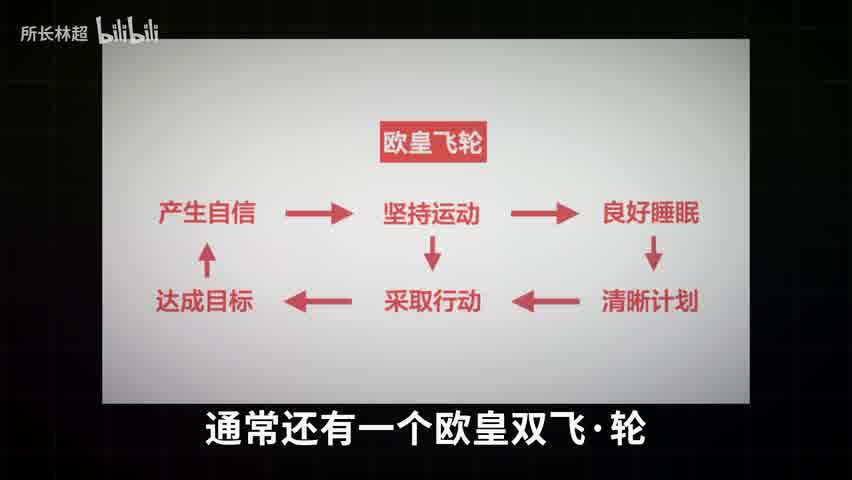 所长林超 bilibili
欧皇飞轮
产生自信 坚持运动 良好睡眠
达成目标 采取行动 清晰计划
通常还有一个欧皇双飞·轮